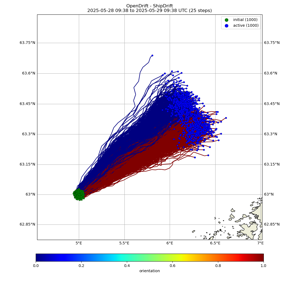 OpenDrift - ShipDrift
2025-05-28 09:38 to 2025-05-29 09:38 UTC (25 steps)
initial (1000)
active (1000)
63.75°N 63.75°N
63.6°N 63.6°N
63.45°N 63.45°N
63.3°N 63.3°N
63.15°N 63.15°N
63°N 63°N
62.85°N 62.85°N
5°E 5.5°E 6°E 6.5°E 7°E
0.0 0.2 0.4 0.6 0.8 1.0
orientation